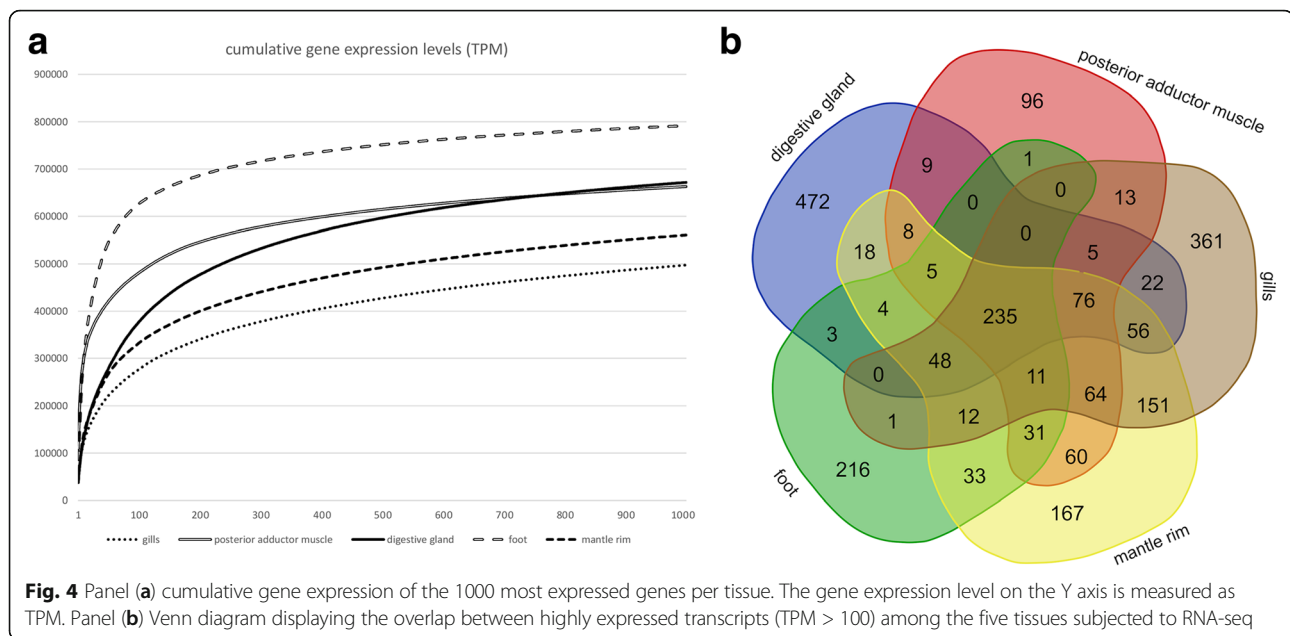 a
cumulative gene expression levels (TPM)
900000
800000
700000
600000
500000
400000
300000
200000
100000
0
1 100 200 300 400 500 600 700 800 900 1000
gills posterior adductor muscle digestive gland foot mantle rim
b
digestive gland
posterior adductor muscle
gills
foot
mantle rim
96
9 1
472 0 0 13
18 8 0 5 361
5 22
4 235 76 56
3
0 48 11 64 151
1 12 31
216 33 60
167
Fig. 4 Panel (a) cumulative gene expression of the 1000 most expressed genes per tissue. The gene expression level on the Y axis is measured as
TPM. Panel (b) Venn diagram displaying the overlap between highly expressed transcripts (TPM > 100) among the five tissues subjected to RNA-seq